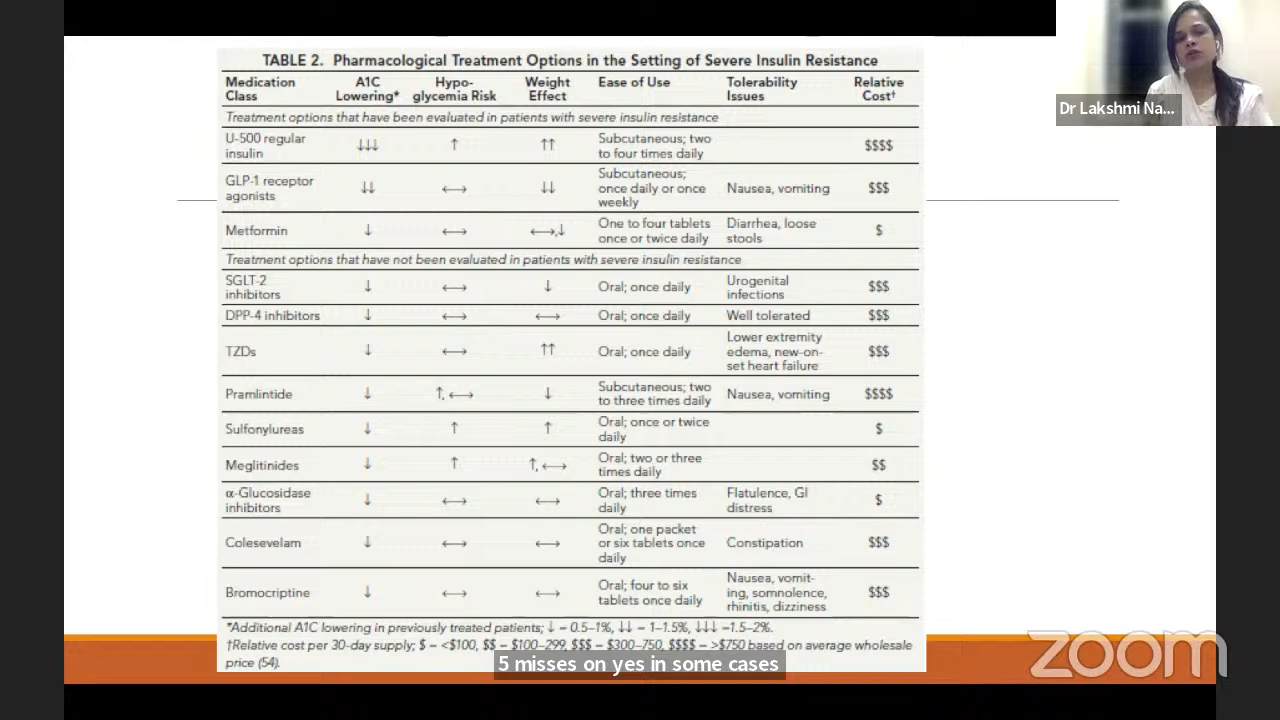 TABLE 2. Pharmacological Treatment Options in the Setting of Severe Insulin Resistance
Medication Class A1C Lowering* Hypo-glycemia Risk Weight Effect Ease of Use Tolerability Issues Relative Cost†
Treatment options that have been evaluated in patients with severe insulin resistance
U-500 regular insulin ↓↓↓ ↑ ↑↑ Subcutaneous; two to four times daily $$$$
GLP-1 receptor agonists ↓↓ ←→ ↓↓ Subcutaneous; once daily or once weekly Nausea, vomiting $$$
Metformin ↓ ←→ ←→,↓ One to four tablets once or twice daily Diarrhea, loose stools $
Treatment options that have not been evaluated in patients with severe insulin resistance
SGLT-2 inhibitors ↓ ←→ ↓ Oral; once daily Urogenital infections $$$
DPP-4 inhibitors ↓ ←→ ←→ Oral; once daily Well tolerated $$$
TZDs ↓ ←→ ↑↑ Oral; once daily Lower extremity edema, new-on-set heart failure $$$
Pramlintide ↓ ↑, ←→ ↓ Subcutaneous; two to three times daily Nausea, vomiting $$$$
Sulfonylureas ↓ ↑ ↑ Oral; once or twice daily $
Meglitinides ↓ ↑ ↑, ←→ Oral; two or three times daily $$
α-Glucosidase inhibitors ↓ ←→ ←→ Oral; three times daily Flatulence, GI distress $
Colesevelam ↓ ←→ ←→ Oral; one packet or six tablets once daily Constipation $$$
Bromocriptine ↓ ←→ ←→ Oral; four to six tablets once daily Nausea, vomit-ing, somnolence, rhinitis, dizziness $$$
*Additional A1C lowering in previously treated patients; ↓ = 0.5–1%, ↓↓ = 1–1.5%, ↓↓↓ =1.5–2%.
†Relative cost per 30-day supply; $ = <$100, $$ = $100–299, $$$ = $300–750, $$$$ = >$750 based on average wholesale
price (54).
5 misses on yes in some cases
Dr Lakshmi Na...
zoom